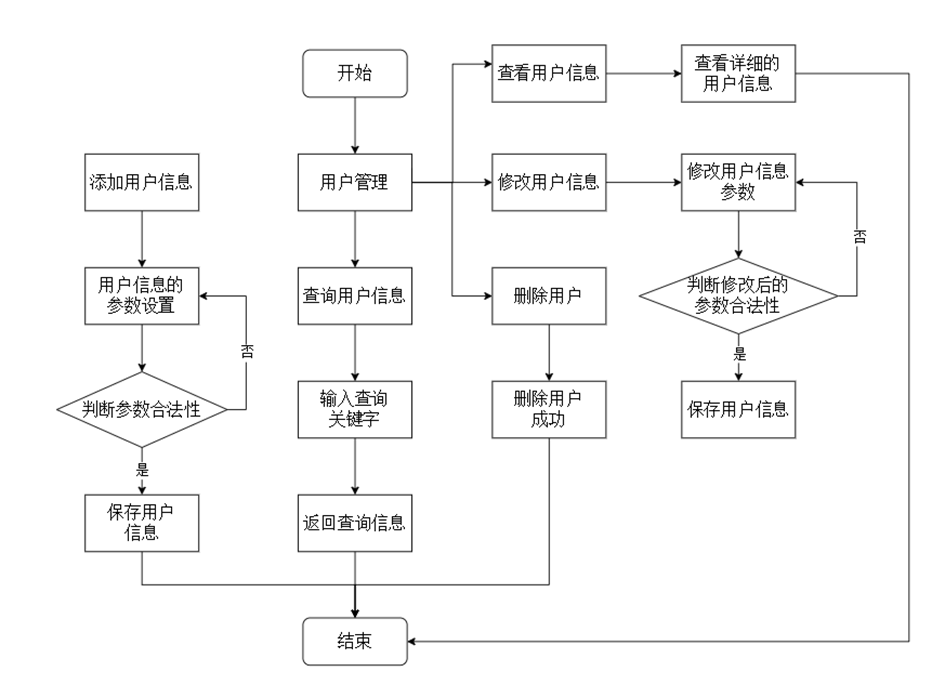 开始
查看用户信息
查看详细的
用户信息
添加用户信息
用户管理
修改用户信息
修改用户信息
参数
否
用户信息的
参数设置
查询用户信息
删除用户
判断修改后的
参数合法性
否
是
判断参数合法性
输入查询
关键字
删除用户
成功
保存用户信息
是
保存用户
信息
返回查询信息
结束